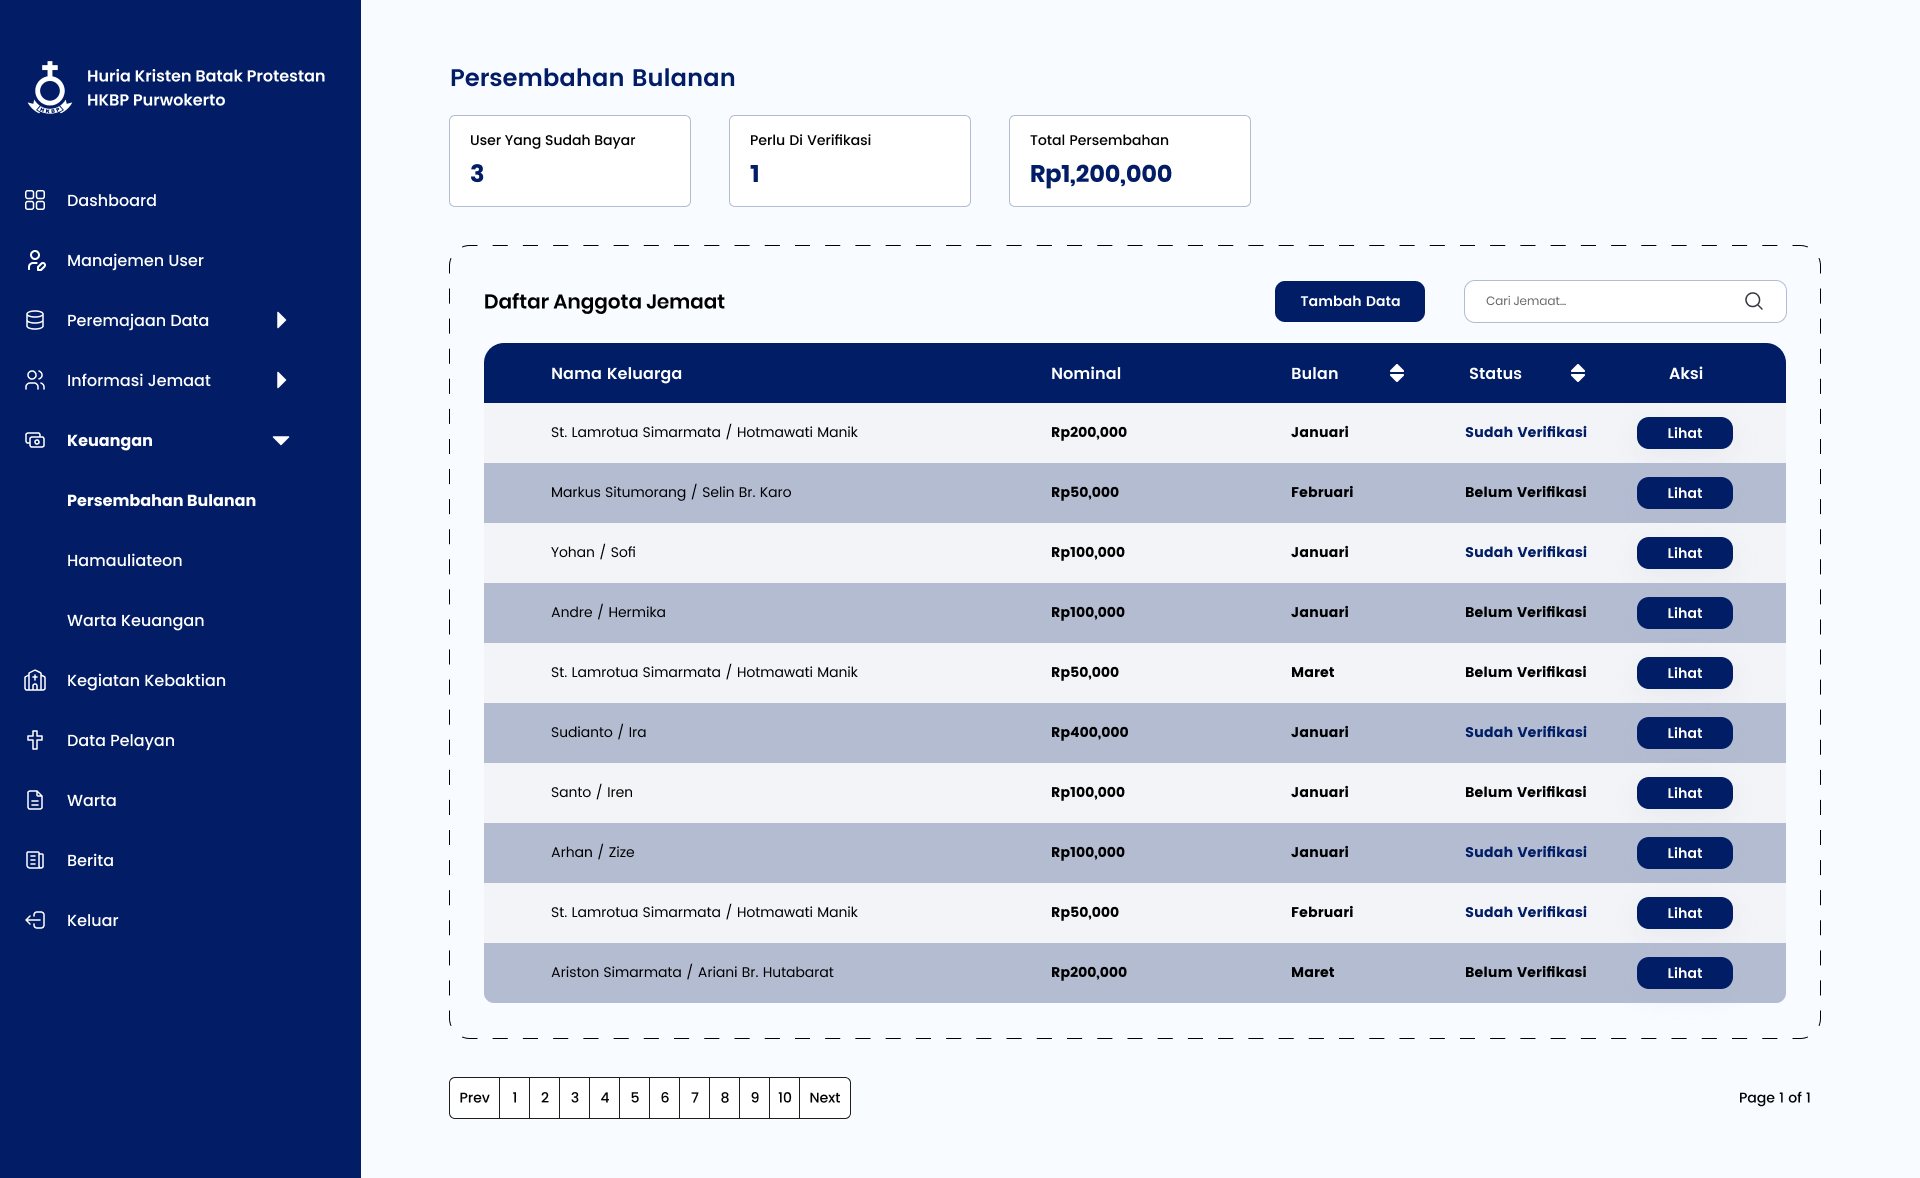 Huria Kristen Batak Protestan
HKBP Purwokerto
Dashboard
Manajemen User
Peremajaan Data
Informasi Jemaat
Keuangan
Persembahan Bulanan
Hamauliateon
Warta Keuangan
Kegiatan Kebaktian
Data Pelayan
Warta
Berita
Keluar
Persembahan Bulanan
User Yang Sudah Bayar
3
Perlu Di Verifikasi
1
Total Persembahan
Rp1,200,000
Daftar Anggota Jemaat
Tambah Data
Cari Jemaat...
Nama Keluarga Nominal Bulan Status Aksi
St. Lamrotua Simarmata / Hotmawati Manik Rp200,000 Januari Sudah Verifikasi Lihat
Markus Situmorang / Selin Br. Karo Rp50,000 Februari Belum Verifikasi Lihat
Yohan / Sofi Rp100,000 Januari Sudah Verifikasi Lihat
Andre / Hermika Rp100,000 Januari Belum Verifikasi Lihat
St. Lamrotua Simarmata / Hotmawati Manik Rp50,000 Maret Belum Verifikasi Lihat
Sudianto / Ira Rp400,000 Januari Sudah Verifikasi Lihat
Santo / Iren Rp100,000 Januari Belum Verifikasi Lihat
Arhan / Zize Rp100,000 Januari Sudah Verifikasi Lihat
St. Lamrotua Simarmata / Hotmawati Manik Rp50,000 Februari Sudah Verifikasi Lihat
Ariston Simarmata / Ariani Br. Hutabarat Rp200,000 Maret Belum Verifikasi Lihat
Prev 1 2 3 4 5 6 7 8 9 10 Next
Page 1 of 1